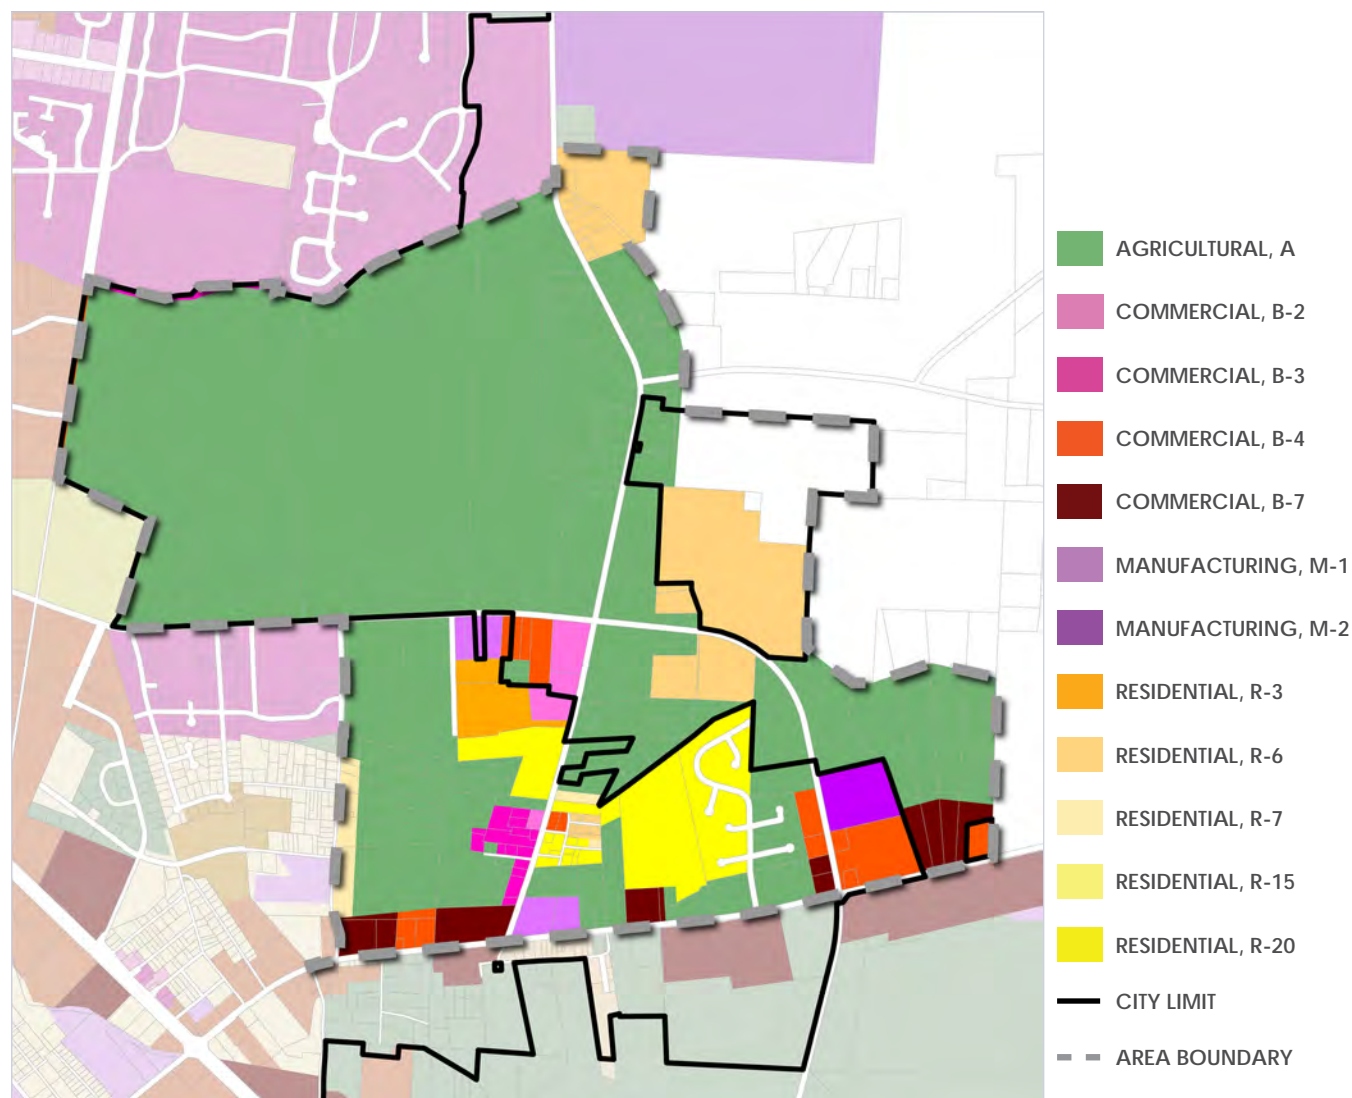 AGRICULTURAL, A
COMMERCIAL, B-2
COMMERCIAL, B-3
COMMERCIAL, B-4
COMMERCIAL, B-7
MANUFACTURING, M-1
MANUFACTURING, M-2
RESIDENTIAL, R-3
RESIDENTIAL, R-6
RESIDENTIAL, R-7
RESIDENTIAL, R-15
RESIDENTIAL, R-20
CITY LIMIT
AREA BOUNDARY